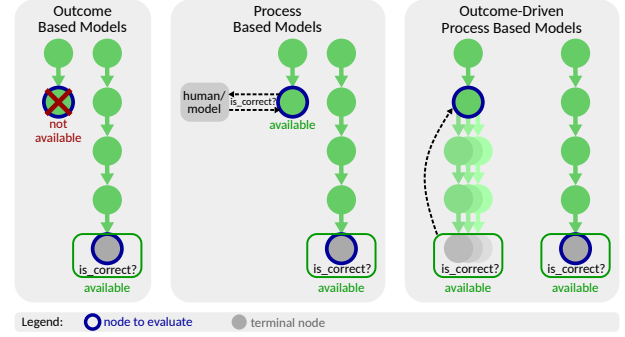 Outcome
Based Models
not
available
is_correct?
available
Process
Based Models
human/
model
is_correct?
available
is_correct?
available
Outcome-Driven
Process Based Models
is_correct?
available
is_correct?
available
Legend: node to evaluate terminal node